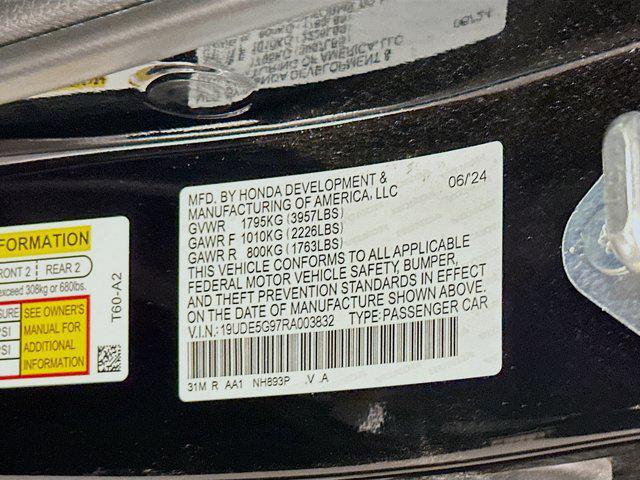 MFD. BY HONDA DEVELOPMENT &
MANUFACTURING OF AMERICA, LLC
06/24
GVWR 1795KG (3957LBS)
GAWR F 1010KG (2226LBS)
GAWR R 800KG (1763LBS)
THIS VEHICLE CONFORMS TO ALL APPLICABLE
FEDERAL MOTOR VEHICLE SAFETY, BUMPER,
AND THEFT PREVENTION STANDARDS IN EFFECT
ON THE DATE OF MANUFACTURE SHOWN ABOVE.
V.I.N.: 19UDE5G97RA003832 TYPE: PASSENGER CAR
31M R AA1 NH893P .V .A
FORMATION
RONT 2 REAR 2
exceed 308kg or 680lbs.
SURE
PSI
PSI
SEE OWNER'S
MANUAL FOR
ADDITIONAL
INFORMATION
T60-A2